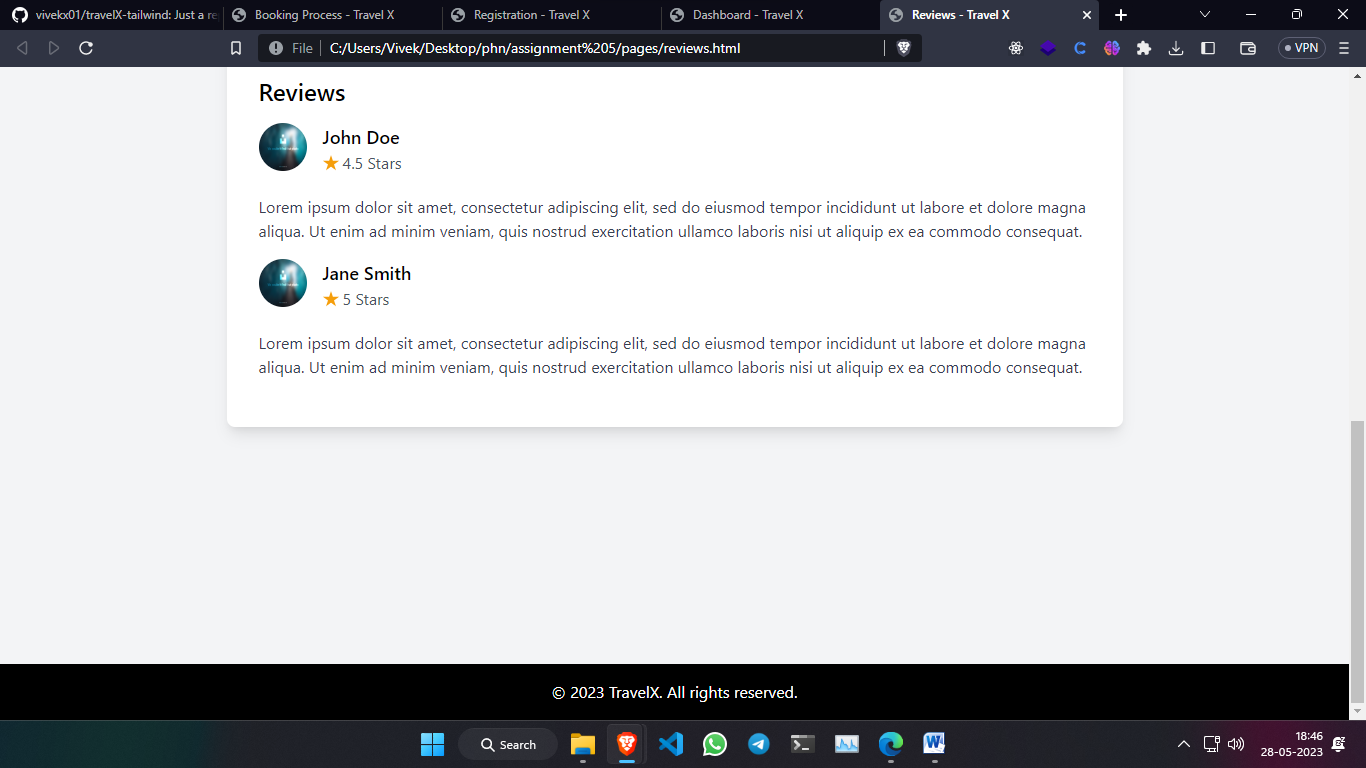 vivekx01/travelX-tailwind: Just a re
Booking Process - Travel X
Registration - Travel X
Dashboard - Travel X
Reviews - Travel X
File
C:/Users/Vivek/Desktop/phn/assignment%205/pages/reviews.html
VPN
Reviews
John Doe
★ 4.5 Stars
Lorem ipsum dolor sit amet, consectetur adipiscing elit, sed do eiusmod tempor incididunt ut labore et dolore magna
aliqua. Ut enim ad minim veniam, quis nostrud exercitation ullamco laboris nisi ut aliquip ex ea commodo consequat.
Jane Smith
★ 5 Stars
Lorem ipsum dolor sit amet, consectetur adipiscing elit, sed do eiusmod tempor incididunt ut labore et dolore magna
aliqua. Ut enim ad minim veniam, quis nostrud exercitation ullamco laboris nisi ut aliquip ex ea commodo consequat.
© 2023 TravelX. All rights reserved.
Search
18:46
28-05-2023